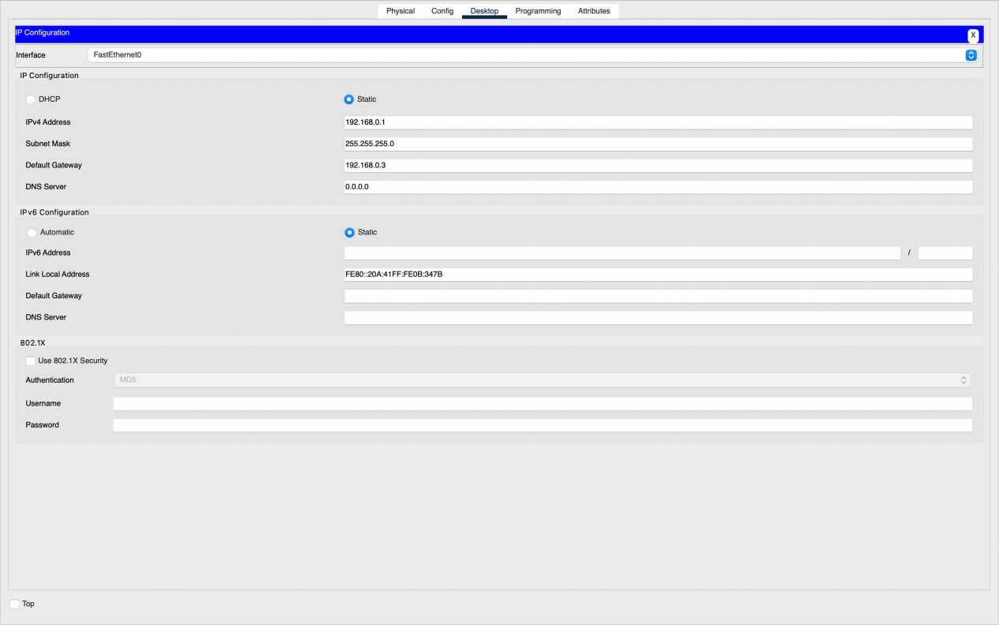 Physical Config Desktop Programming Attributes
IP Configuration
X
Interface FastEthernet0
IP Configuration
DHCP Static
IPv4 Address 192.168.0.1
Subnet Mask 255.255.255.0
Default Gateway 192.168.0.3
DNS Server 0.0.0.0
IPv6 Configuration
Automatic Static
IPv6 Address /
Link Local Address FE80::20A:41FF:FE0B:347B
Default Gateway
DNS Server
802.1X
Use 802.1X Security
Authentication MD5
Username
Password
Top